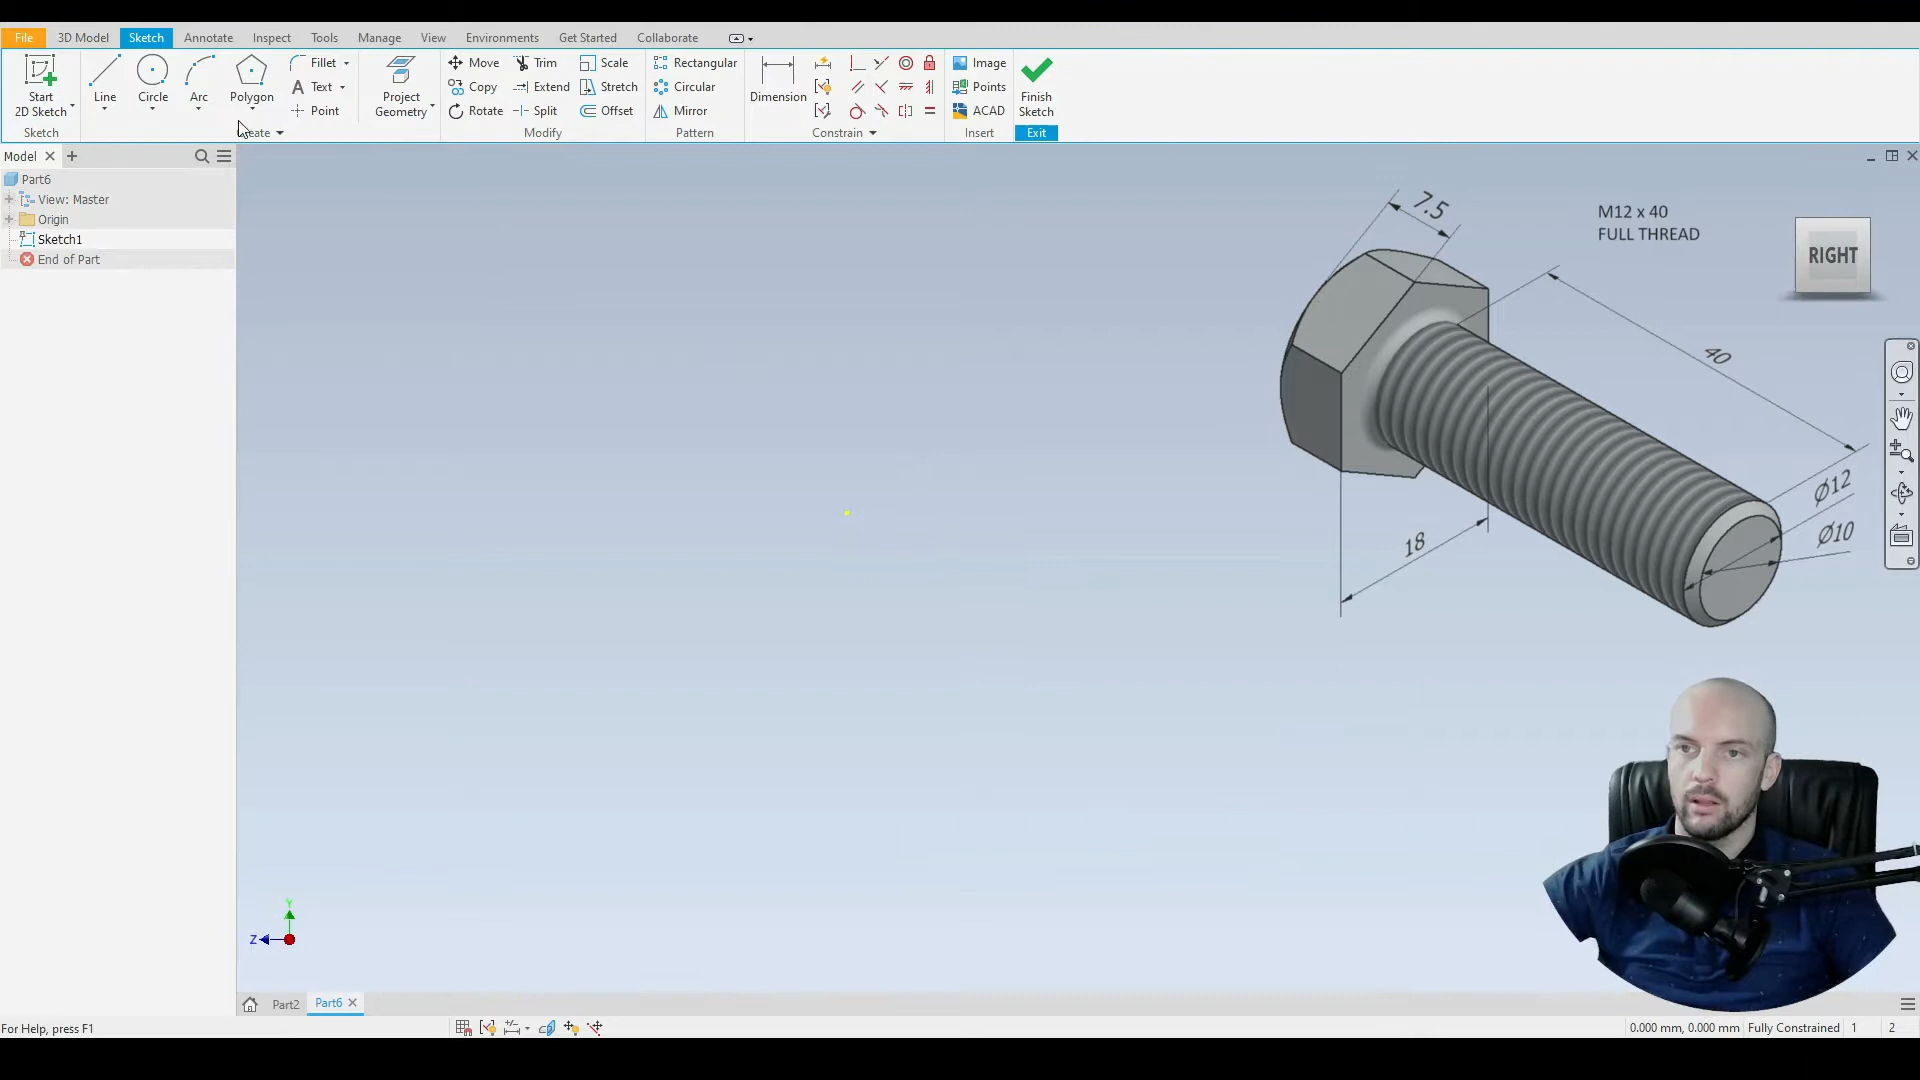 File 3D Model Sketch Annotate Inspect Tools Manage View Environments Get Started Collaborate
Start
2D Sketch
Line
Circle
Arc
Polygon
Fillet
Text
Point
Project
Geometry
Move
Copy
Rotate
Trim
Extend
Split
Scale
Stretch
Offset
Rectangular
Circular
Mirror
Dimension
Image
Points
ACAD
Finish
Sketch
Sketch
Modify
Pattern
Constrain
Insert
Exit
Model
Part6
View: Master
Origin
Sketch1
End of Part
7.5
M12 x 40
FULL THREAD
RIGHT
40
Ø12
Ø10
18
Y
Z
Part2
Part6
For Help, press F1
0.000 mm, 0.000 mm Fully Constrained 1 2